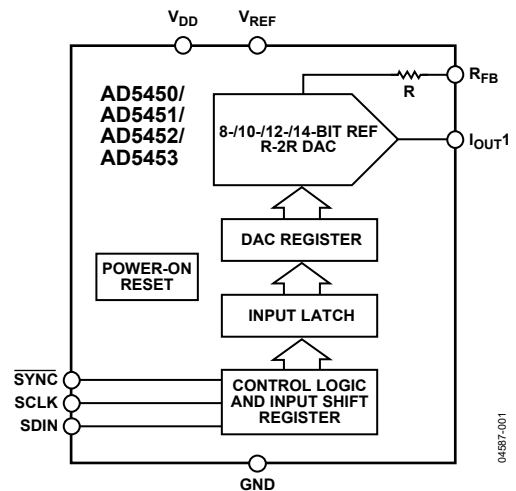 VDD
VREF
AD5450/
AD5451/
AD5452/
AD5453
RFB
R
8-/10-/12-/14-BIT REF
R-2R DAC
IOUT1
DAC REGISTER
POWER-ON
RESET
INPUT LATCH
SYNC
SCLK
SDIN
CONTROL LOGIC
AND INPUT SHIFT
REGISTER
GND
04587-001